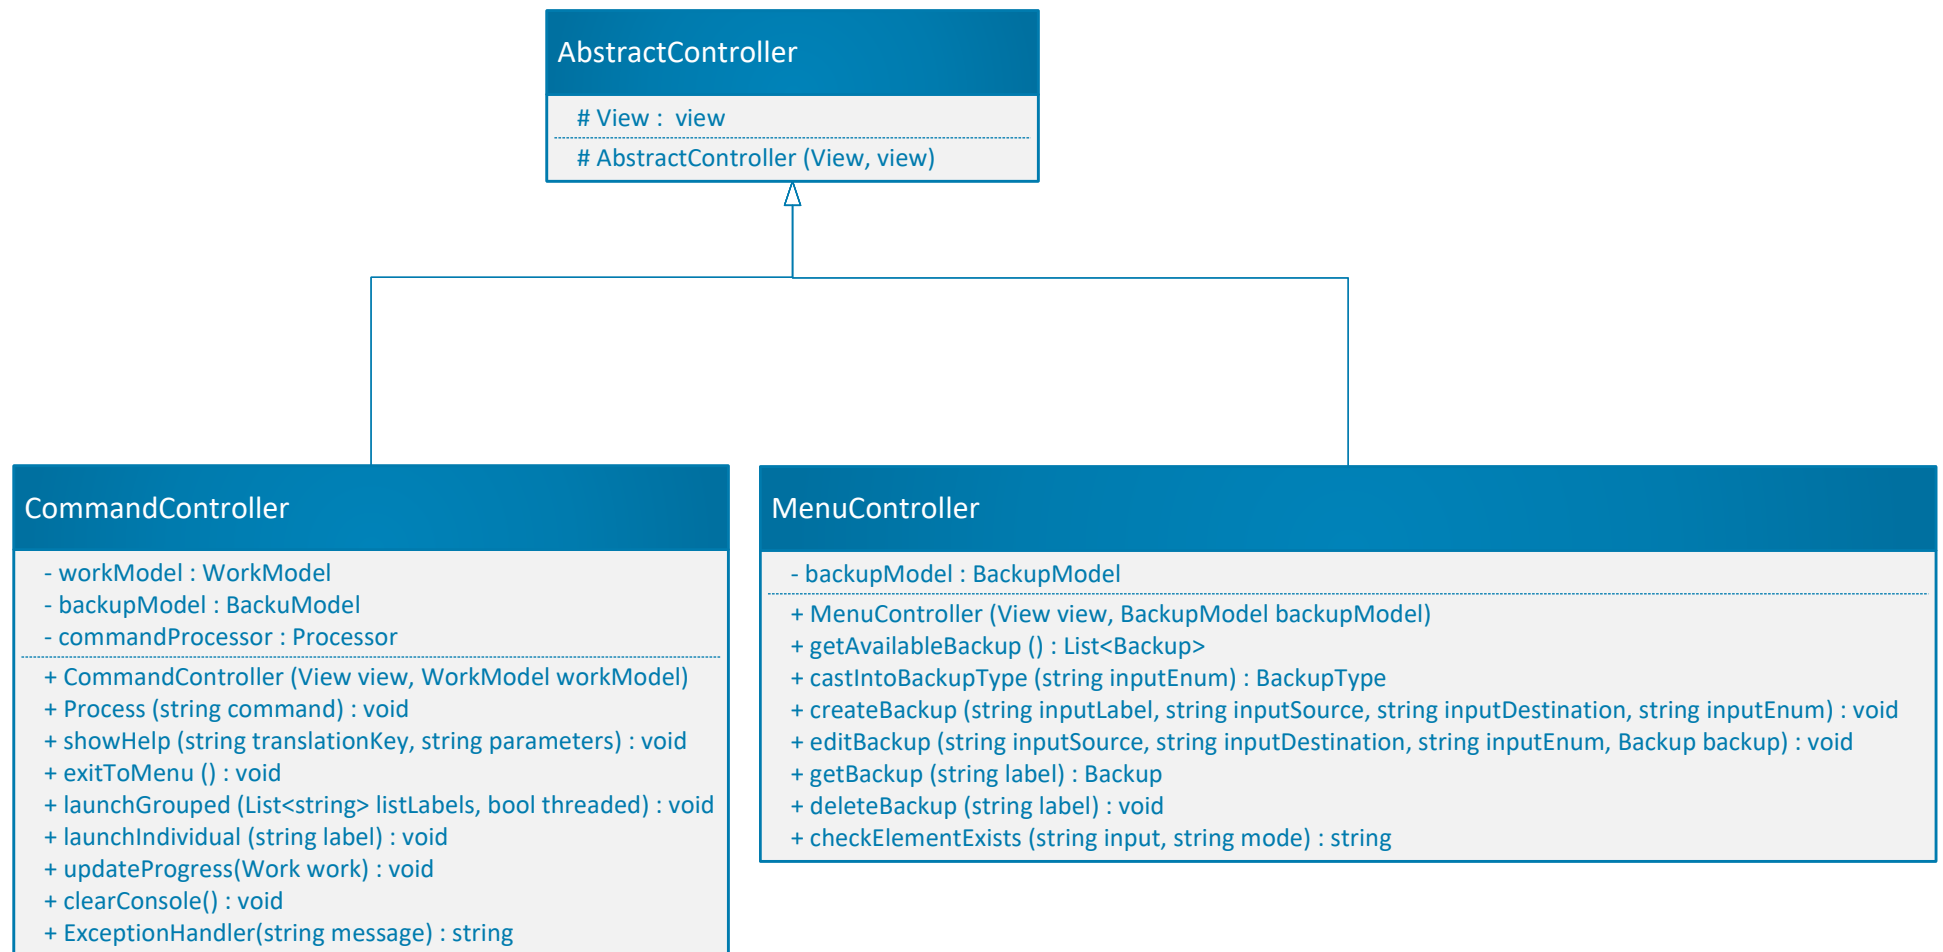 AbstractController
# View :  view
# AbstractController (View, view)
CommandController
- workModel : WorkModel
- backupModel : BackuModel
- commandProcessor : Processor
+ CommandController (View view, WorkModel workModel)
+ Process (string command) : void
+ showHelp (string translationKey, string parameters) : void
+ exitToMenu () : void
+ launchGrouped (List<string> listLabels, bool threaded) : void
+ launchIndividual (string label) : void
+ updateProgress(Work work) : void
+ clearConsole() : void
+ ExceptionHandler(string message) : string
MenuController
- backupModel : BackupModel
+ MenuController (View view, BackupModel backupModel)
+ getAvailableBackup () : List<Backup>
+ castIntoBackupType (string inputEnum) : BackupType
+ createBackup (string inputLabel, string inputSource, string inputDestination, string inputEnum) : void
+ editBackup (string inputSource, string inputDestination, string inputEnum, Backup backup) : void
+ getBackup (string label) : Backup
+ deleteBackup (string label) : void
+ checkElementExists (string input, string mode) : string